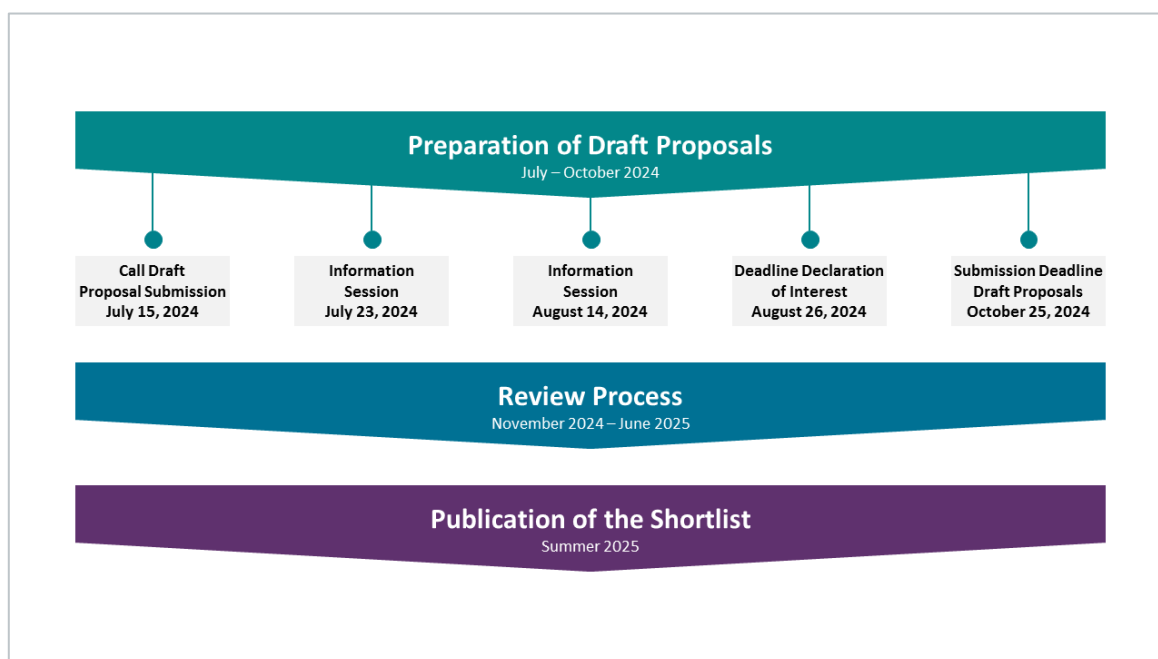 Preparation of Draft Proposals
July – October 2024
Call Draft
Proposal Submission
July 15, 2024
Information
Session
July 23, 2024
Information
Session
August 14, 2024
Deadline Declaration
of Interest
August 26, 2024
Submission Deadline
Draft Proposals
October 25, 2024
Review Process
November 2024 – June 2025
Publication of the Shortlist
Summer 2025